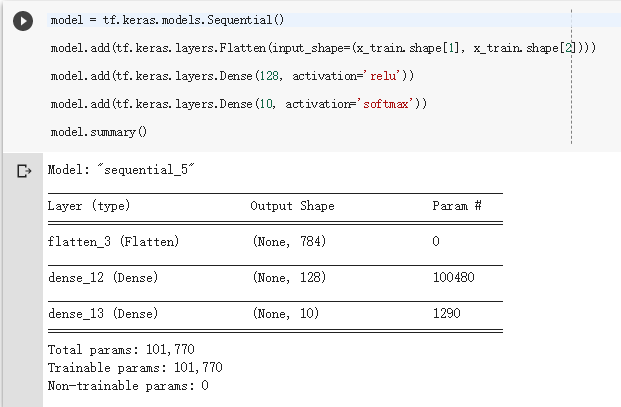 model = tf.keras.models.Sequential()
model.add(tf.keras.layers.Flatten(input_shape=(x_train.shape[1], x_train.shape[2])))
model.add(tf.keras.layers.Dense(128, activation='relu'))
model.add(tf.keras.layers.Dense(10, activation='softmax'))
model.summary()
Model: "sequential_5"
Layer (type) Output Shape Param #
flatten_3 (Flatten) (None, 784) 0
dense_12 (Dense) (None, 128) 100480
dense_13 (Dense) (None, 10) 1290
Total params: 101,770
Trainable params: 101,770
Non-trainable params: 0